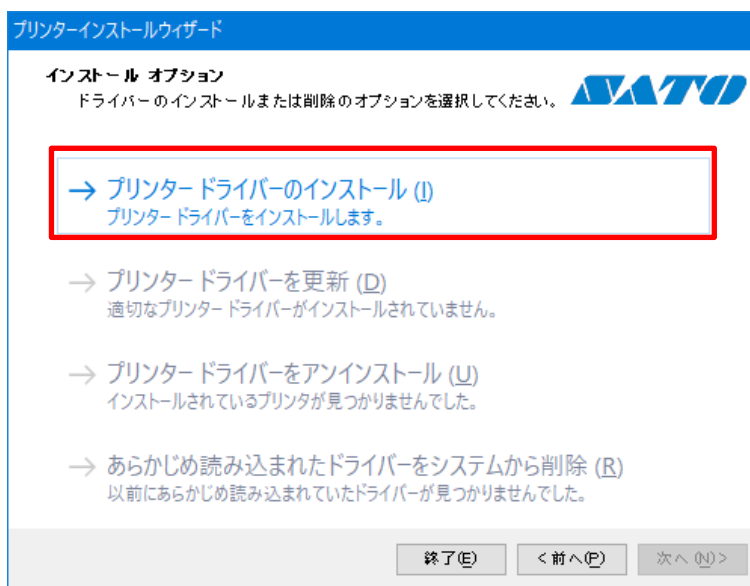 プリンターインストールウィザード
インストール オプション
ドライバーのインストールまたは削除のオプションを選択してください。
SATO
→ プリンター ドライバーのインストール (I)
プリンター ドライバーをインストールします。
→ プリンター ドライバーを更新 (D)
適切なプリンター ドライバーがインストールされていません。
→ プリンター ドライバーをアンインストール (U)
インストールされているプリンタが見つかりませんでした。
→ あらかじめ読み込まれたドライバーをシステムから削除 (R)
以前にあらかじめ読み込まれていたドライバーが見つかりませんでした。
終了(E) <前へ(P) 次へ(N)>